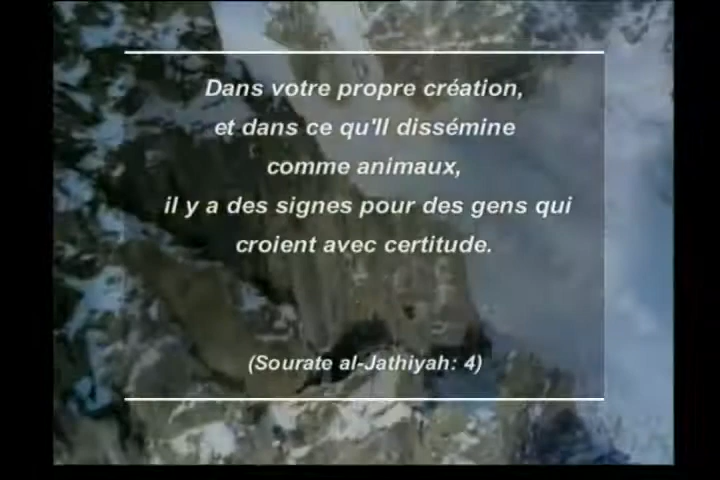 Dans votre propre création,
et dans ce qu'Il dissémine
comme animaux,
il y a des signes pour des gens qui
croient avec certitude.
(Sourate al-Jathiyah: 4)